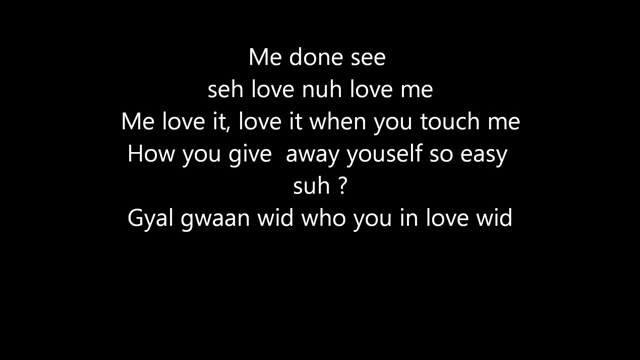 Me done see
seh love nuh love me
Me love it, love it when you touch me
How you give  away youself so easy
suh ?
Gyal gwaan wid who you in love wid